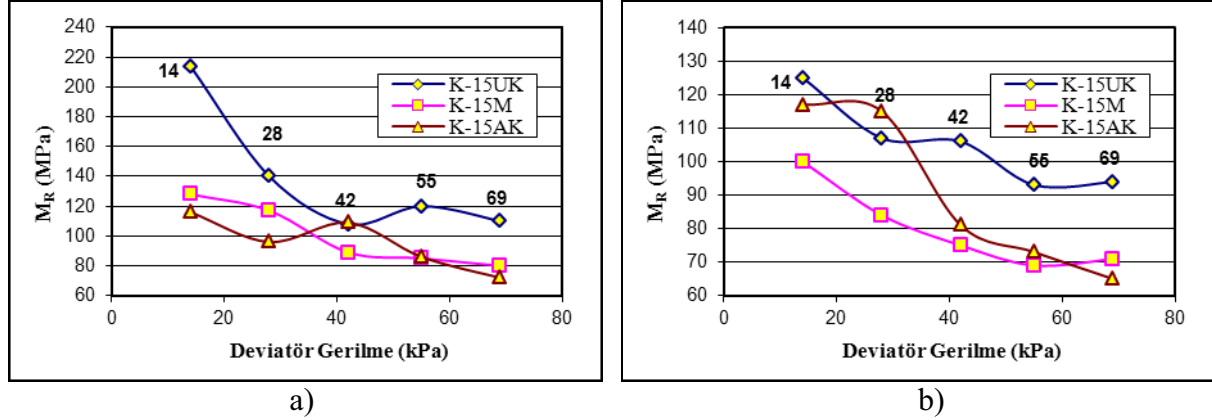 240
220
200
180
160
140
120
100
80
60
M_R (MPa)
14
28
42
55
69
K-15UK
K-15M
K-15AK
0 20 40 60 80
Deviatör Gerilme (kPa)
a)
140
130
120
110
100
90
80
70
60
M_R (MPa)
14
28
42
55
69
K-15UK
K-15M
K-15AK
0 20 40 60 80
Deviatör Gerilme (kPa)
b)